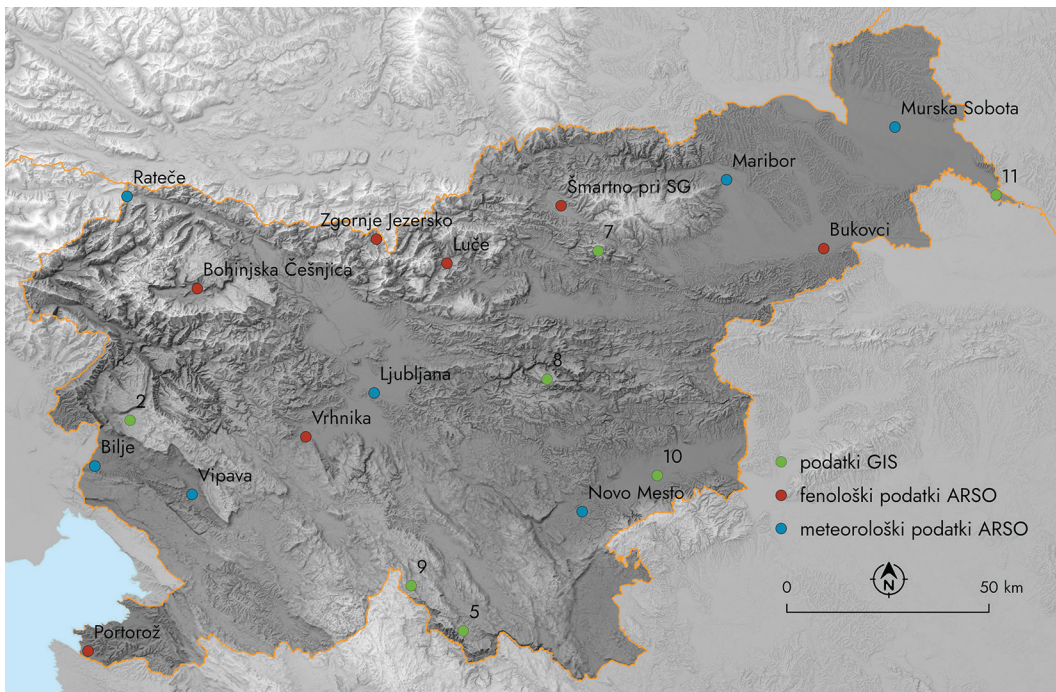 Murska Sobota
Maribor
Rateče
11
Šmartno pri SG
Zgornje Jezersko
7
Bukovci
Luče
Bohinjska Češnjica
8
Ljubljana
2
Vrhnika
Bilje
10
podatki GIS
Vipava
Novo Mesto
fenološki podatki ARSO
meteorološki podatki ARSO
9
N
0 50 km
5
Portorož